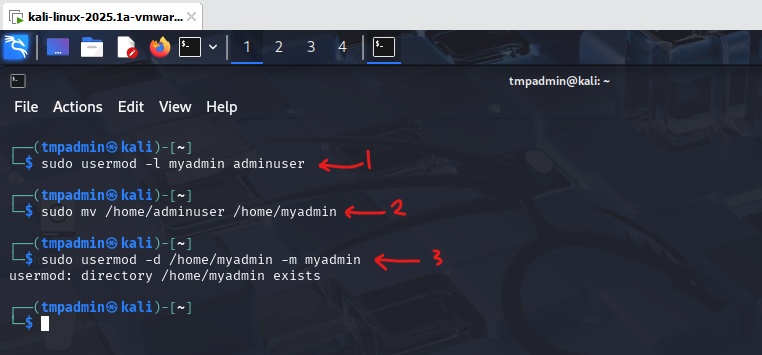 kali-linux-2025.1a-vmwar...
1 2 3 4
tmpadmin@kali: ~
File Actions Edit View Help
┌──(tmpadmin㉿kali)-[~]
└─$ sudo usermod -l myadmin adminuser
1
┌──(tmpadmin㉿kali)-[~]
└─$ sudo mv /home/adminuser /home/myadmin
2
┌──(tmpadmin㉿kali)-[~]
└─$ sudo usermod -d /home/myadmin -m myadmin
3
usermod: directory /home/myadmin exists
┌──(tmpadmin㉿kali)-[~]
└─$